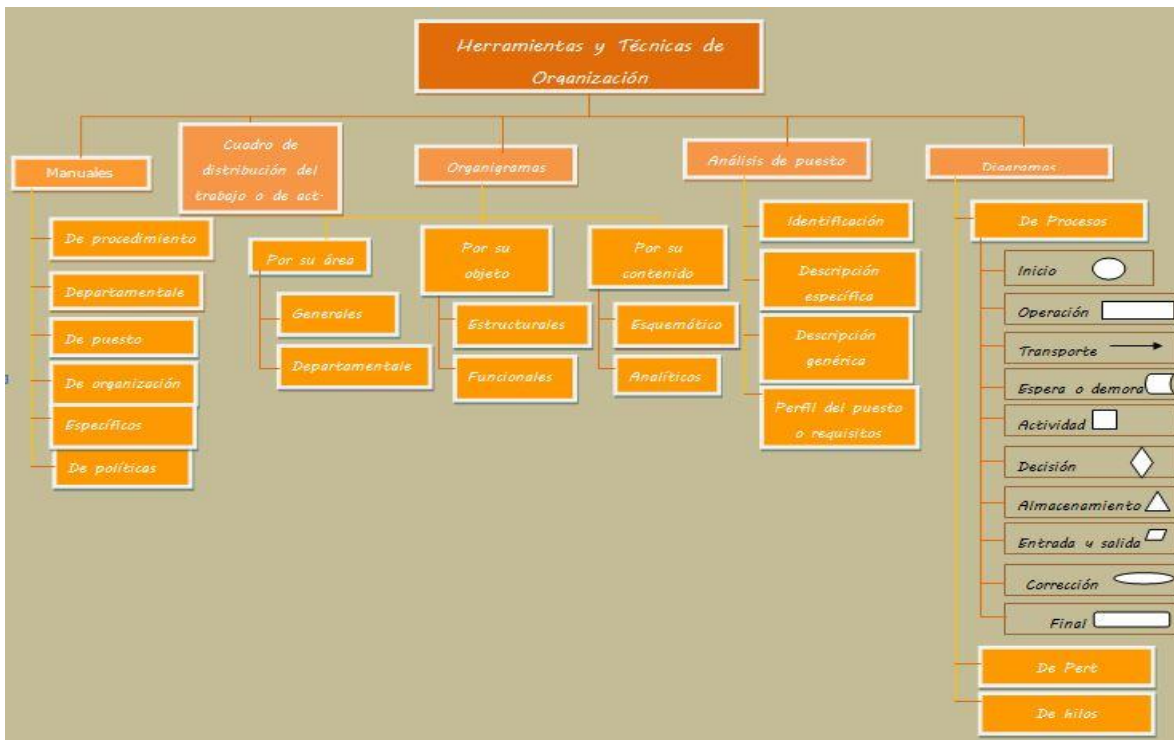 Herramientas y Técnicas de
Organización
Manuales
Cuadro de
distribución del
trabajo o de act.
Organigramas
Análisis de puesto
Diagramas
De procedimiento
Departamentale
De puesto
De organización
Específicos
De políticas
Por su área
Generales
Departamentale
Por su
objeto
Estructurales
Funcionales
Por su
contenido
Esquemático
Analíticos
Identificación
Descripción
específica
Descripción
genérica
Perfil del puesto
o requisitos
De Procesos
Inicio
Operación
Transporte
Espera o demora
Actividad
Decisión
Almacenamiento
Entrada y salida
Corrección
Final
De Pert
De hilos